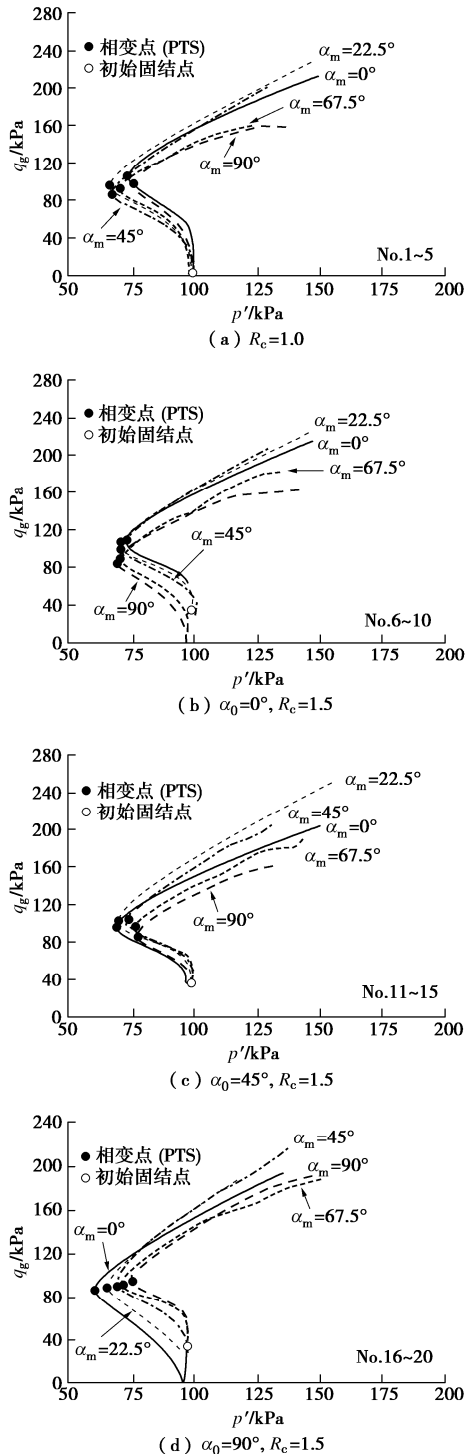 280
240
200
160
120
80
40
0
q_g/kPa
● 相变点 (PTS)
○ 初始固结点
α_m=22.5°
α_m=0°
α_m=67.5°
α_m=90°
α_m=45°
No.1~5
50 75 100 125 150 175 200
p′/kPa
(a) R_c=1.0
280
240
200
160
120
80
40
0
q_g/kPa
● 相变点 (PTS)
○ 初始固结点
α_m=22.5°
α_m=0°
α_m=67.5°
α_m=45°
α_m=90°
No.6~10
50 75 100 125 150 175 200
p′/kPa
(b) α_0=0°, R_c=1.5
280
240
200
160
120
80
40
0
q_g/kPa
● 相变点 (PTS)
○ 初始固结点
α_m=22.5°
α_m=45°
α_m=0°
α_m=67.5°
α_m=90°
No.11~15
50 75 100 125 150 175 200
p′/kPa
(c) α_0=45°, R_c=1.5
240
200
160
120
80
40
0
q_g/kPa
● 相变点 (PTS)
○ 初始固结点
α_m=45°
α_m=90°
α_m=67.5°
α_m=0°
α_m=22.5°
No.16~20
50 75 100 125 150 175 200
p′/kPa
(d) α_0=90°, R_c=1.5